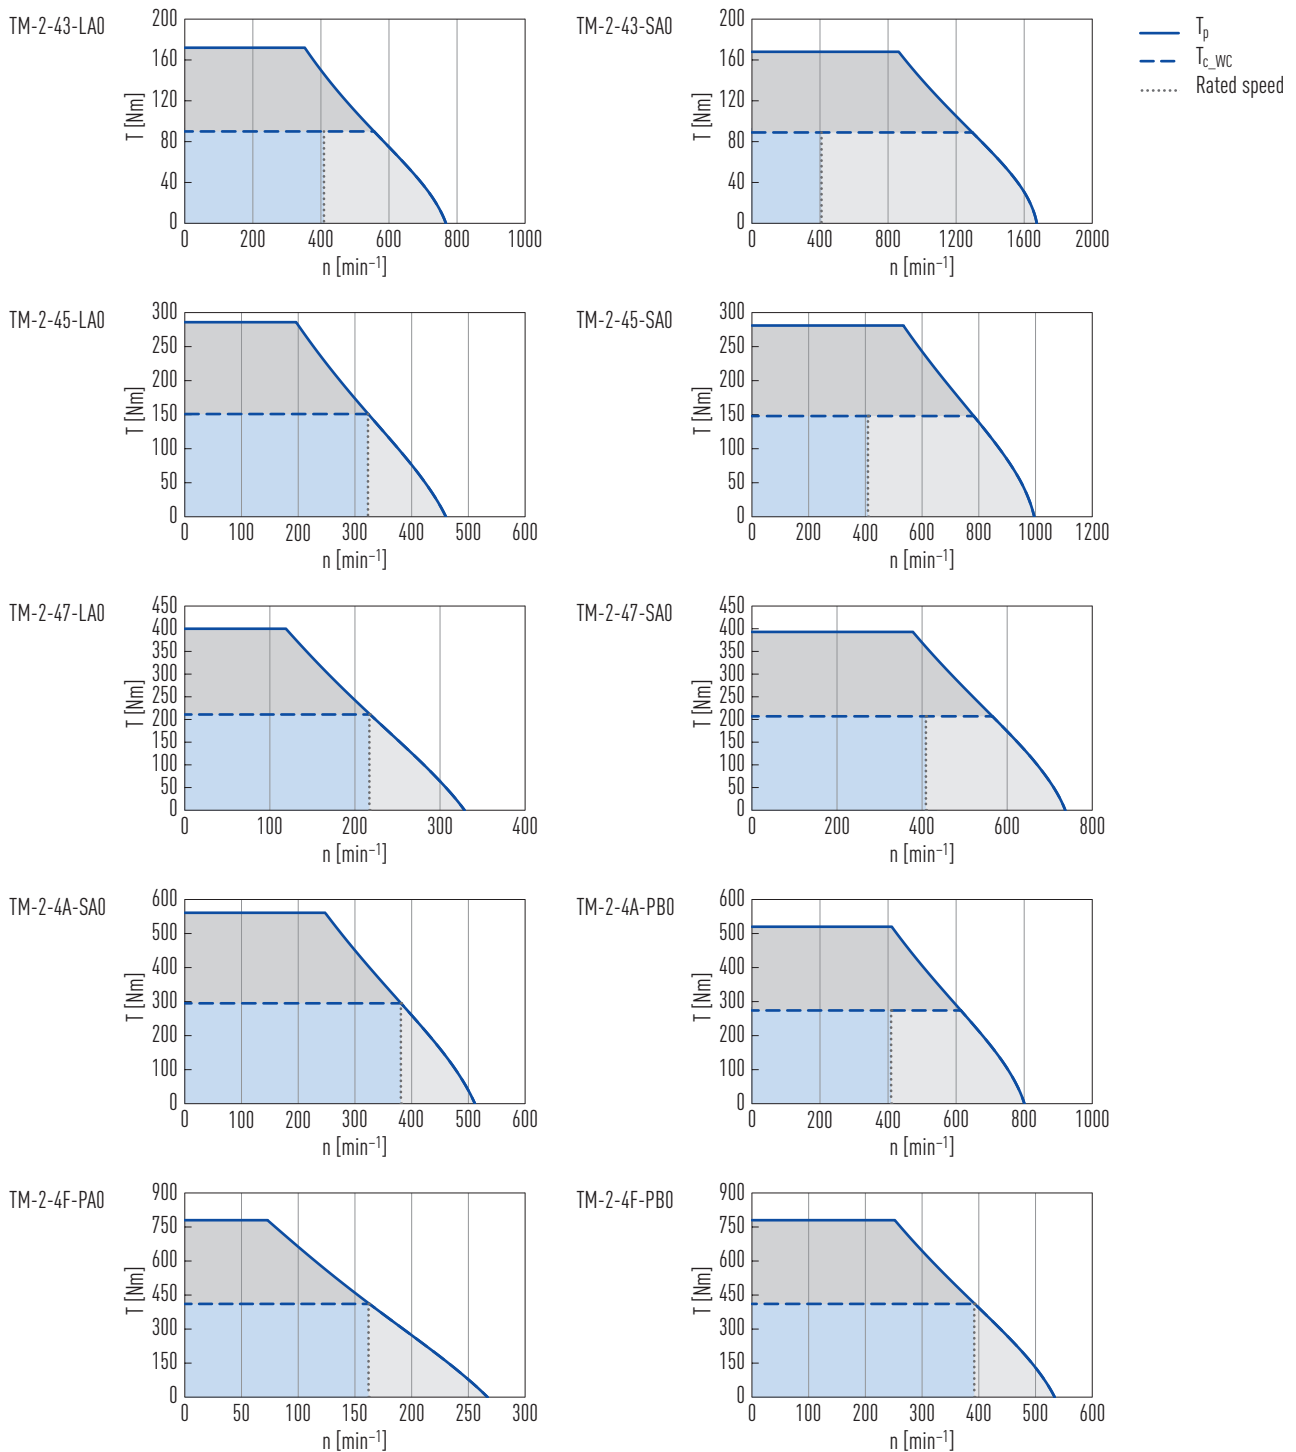 TM-2-43-LA0
T [Nm]
200
160
120
80
40
0
0 200 400 600 800 1000
n [min⁻¹]
TM-2-43-SA0
T [Nm]
200
160
120
80
40
0
0 400 800 1200 1600 2000
n [min⁻¹]
Tp
Tc_WC
Rated speed
TM-2-45-LA0
T [Nm]
300
250
200
150
100
50
0
0 100 200 300 400 500 600
n [min⁻¹]
TM-2-45-SA0
T [Nm]
300
250
200
150
100
50
0
0 200 400 600 800 1000 1200
n [min⁻¹]
TM-2-47-LA0
T [Nm]
450
400
350
300
250
200
150
100
50
0
0 100 200 300 400
n [min⁻¹]
TM-2-47-SA0
T [Nm]
450
400
350
300
250
200
150
100
50
0
0 200 400 600 800
n [min⁻¹]
TM-2-4A-SA0
T [Nm]
600
500
400
300
200
100
0
0 100 200 300 400 500 600
n [min⁻¹]
TM-2-4A-PB0
T [Nm]
600
500
400
300
200
100
0
0 200 400 600 800 1000
n [min⁻¹]
TM-2-4F-PA0
T [Nm]
900
750
600
450
300
150
0
0 50 100 150 200 250 300
n [min⁻¹]
TM-2-4F-PB0
T [Nm]
900
750
600
450
300
150
0
0 100 200 300 400 500 600
n [min⁻¹]